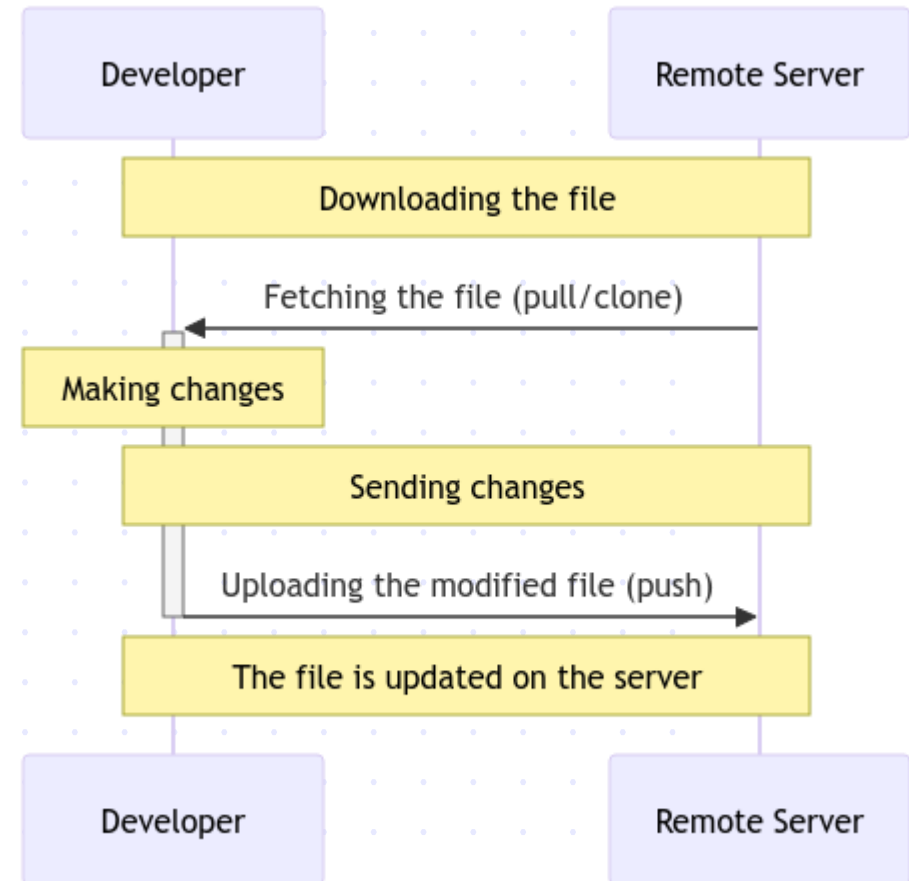 Developer
Remote Server
Downloading the file
Fetching the file (pull/clone)
Making changes
Sending changes
Uploading the modified file (push)
The file is updated on the server
Developer
Remote Server